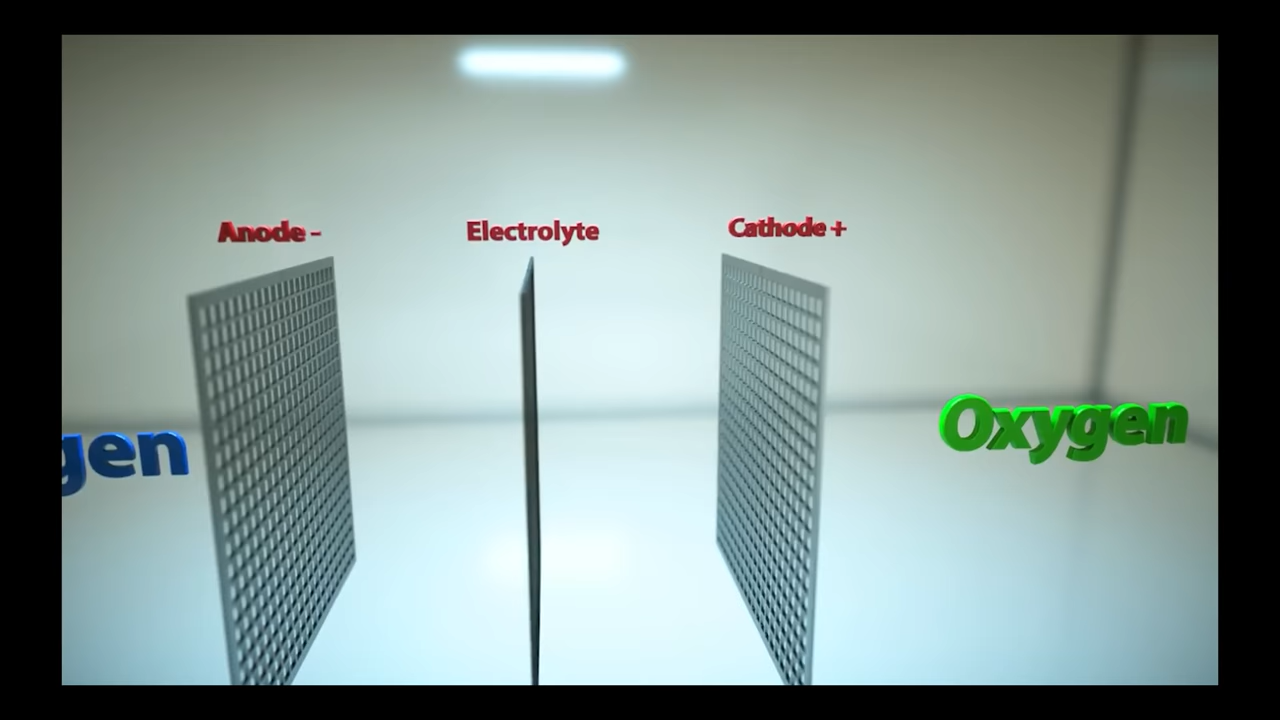 Anode -
Electrolyte
Cathode +
Oxygen
gen